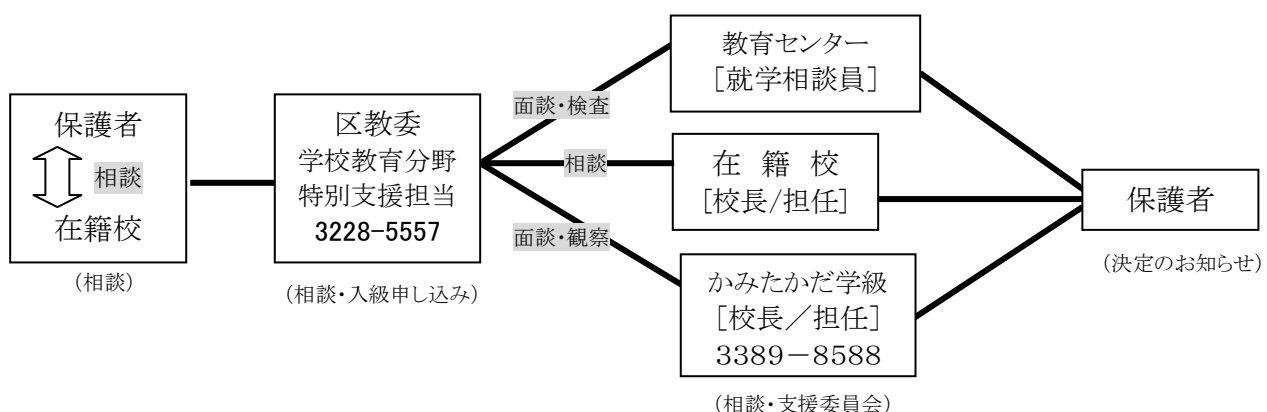 保護者
相談
在籍校
（相談）
区教委
学校教育分野
特別支援担当
3228-5557
（相談・入級申し込み）
面談・検査
相談
面談・観察
教育センター
［就学相談員］
在 籍 校
［校長/担任］
かみたかだ学級
［校長／担任］
3389－8588
（相談・支援委員会）
保護者
（決定のお知らせ）